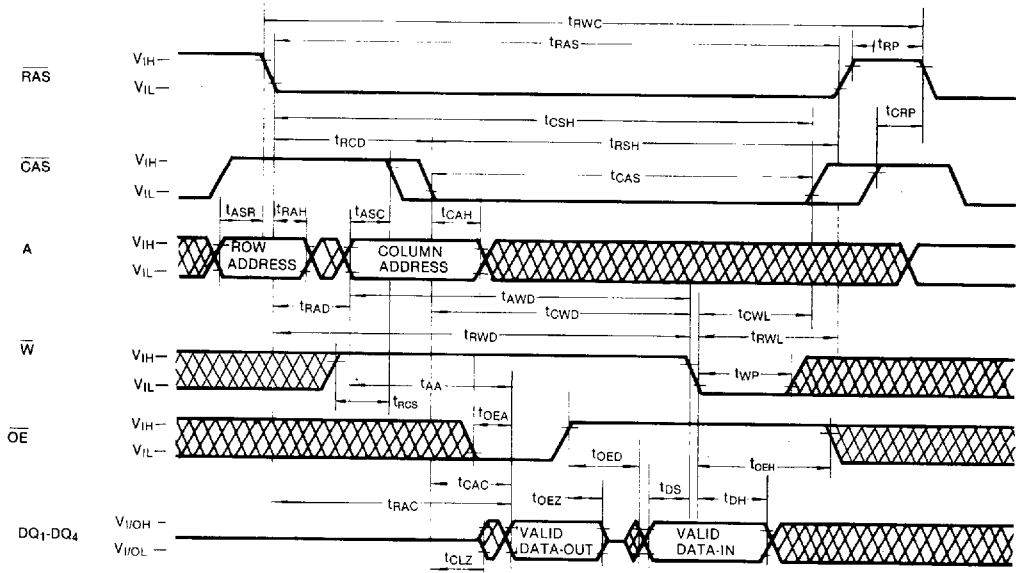 tRWC
tRAS
tRP
RAS
VIH
VIL
tCRP
tCSH
tRCD
tRSH
CAS
VIH
VIL
tCAS
tASR
tRAH
tASC
tCAH
A
VIH
VIL
ROW
ADDRESS
COLUMN
ADDRESS
tRAD
tAWD
tCWD
tCWL
tRWD
tRWL
W
VIH
VIL
tAA
tWP
tRCS
tOEA
OE
VIH
VIL
tOED
tOEH
tCAC
tRAC
tOEZ
tDS
tDH
DQ1-DQ4
VI/OH
VI/OL
VALID
DATA-OUT
VALID
DATA-IN
tCLZ